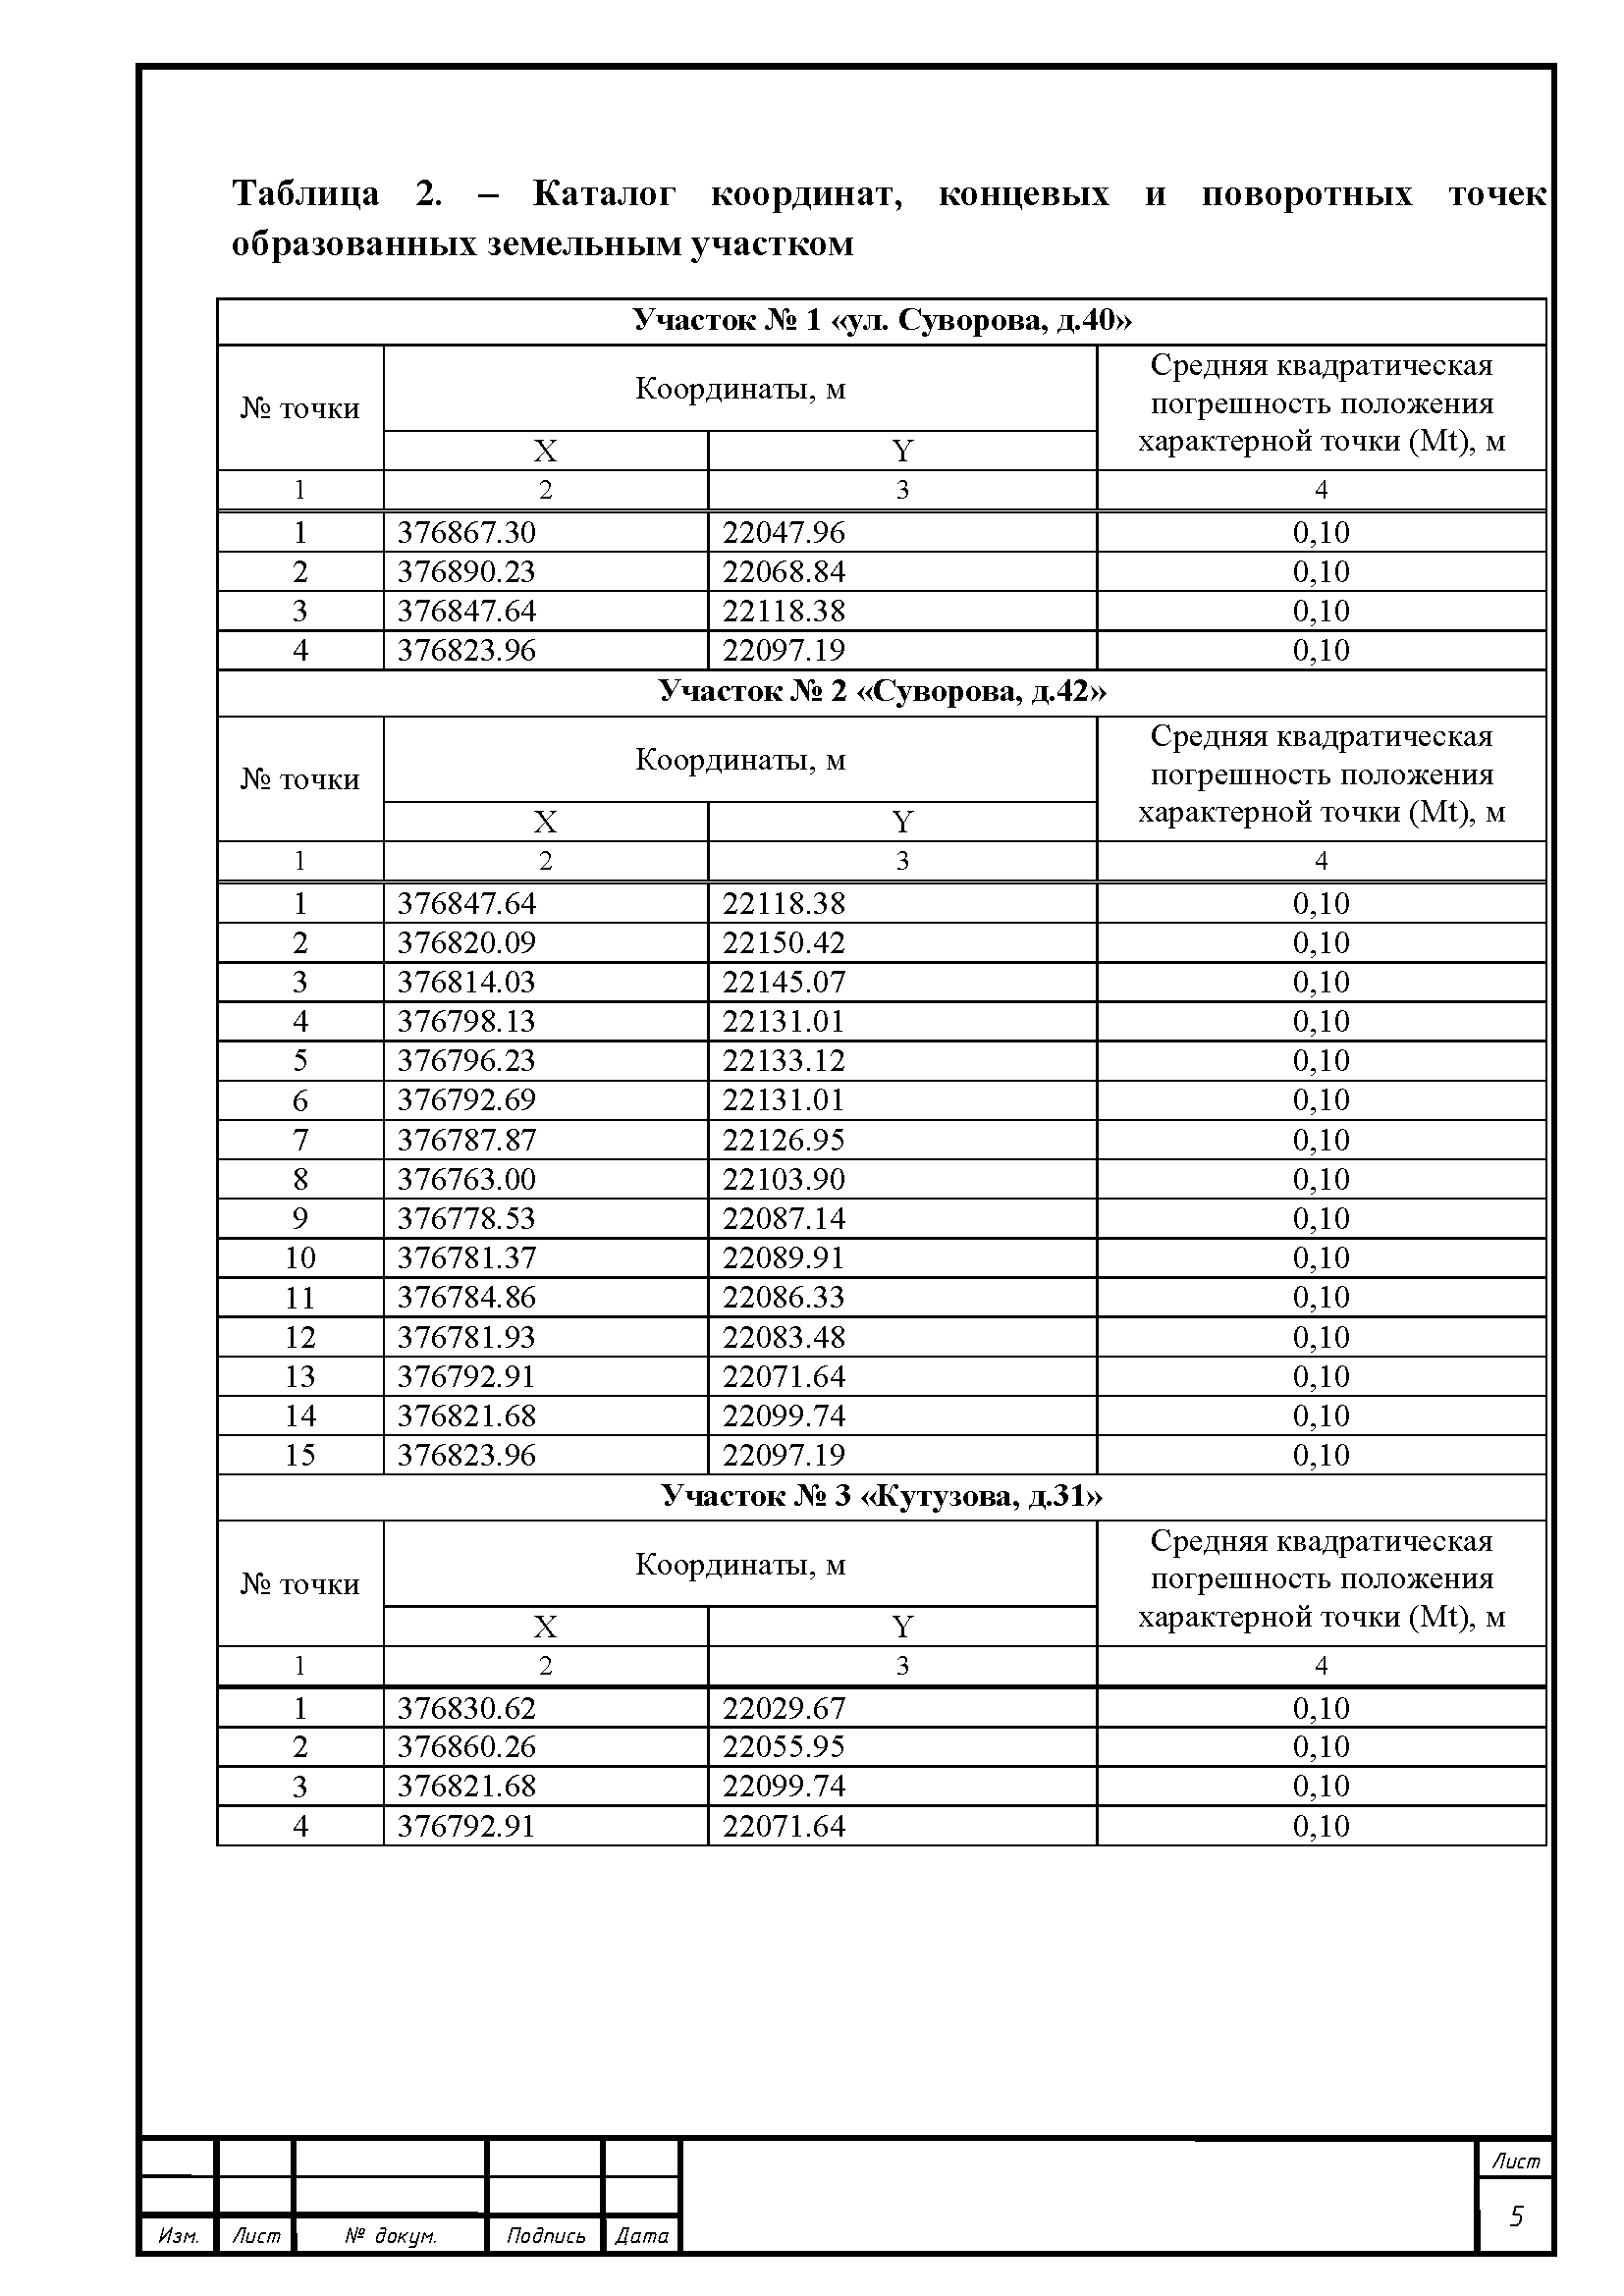 Таблица 2. – Каталог координат, концевых и поворотных точек
образованных земельным участком
Участок № 1 «ул. Суворова, д.40»
№ точки Координаты, м Средняя квадратическая
погрешность положения
характерной точки (Mt), м
X Y
1 2 3 4
1 376867.30 22047.96 0,10
2 376890.23 22068.84 0,10
3 376847.64 22118.38 0,10
4 376823.96 22097.19 0,10
Участок № 2 «Суворова, д.42»
№ точки Координаты, м Средняя квадратическая
погрешность положения
характерной точки (Mt), м
X Y
1 2 3 4
1 376847.64 22118.38 0,10
2 376820.09 22150.42 0,10
3 376814.03 22145.07 0,10
4 376798.13 22131.01 0,10
5 376796.23 22133.12 0,10
6 376792.69 22131.01 0,10
7 376787.87 22126.95 0,10
8 376763.00 22103.90 0,10
9 376778.53 22087.14 0,10
10 376781.37 22089.91 0,10
11 376784.86 22086.33 0,10
12 376781.93 22083.48 0,10
13 376792.91 22071.64 0,10
14 376821.68 22099.74 0,10
15 376823.96 22097.19 0,10
Участок № 3 «Кутузова, д.31»
№ точки Координаты, м Средняя квадратическая
погрешность положения
характерной точки (Mt), м
X Y
1 2 3 4
1 376830.62 22029.67 0,10
2 376860.26 22055.95 0,10
3 376821.68 22099.74 0,10
4 376792.91 22071.64 0,10
Лист
5
Изм. Лист № докум. Подпись Дата